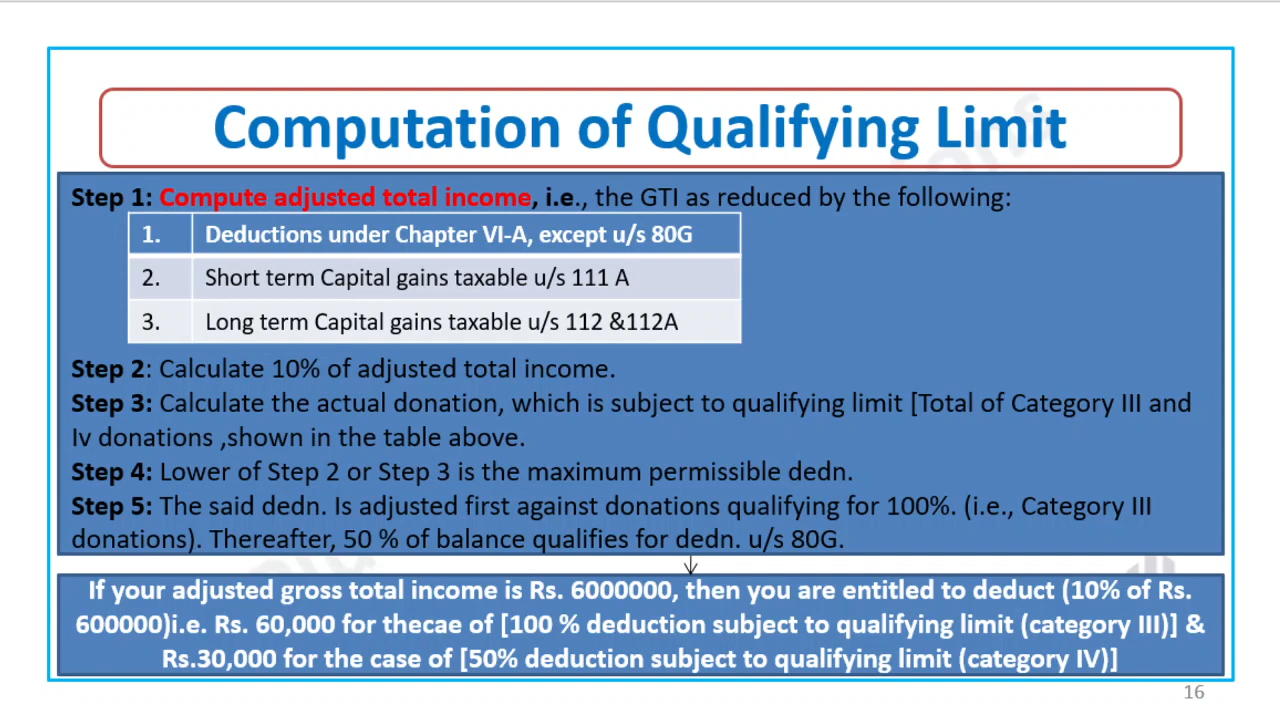 Computation of Qualifying Limit
Step 1: Compute adjusted total income, i.e., the GTI as reduced by the following:
1. Deductions under Chapter VI-A, except u/s 80G
2. Short term Capital gains taxable u/s 111 A
3. Long term Capital gains taxable u/s 112 &112A
Step 2: Calculate 10% of adjusted total income.
Step 3: Calculate the actual donation, which is subject to qualifying limit [Total of Category III and
Iv donations ,shown in the table above.
Step 4: Lower of Step 2 or Step 3 is the maximum permissible dedn.
Step 5: The said dedn. Is adjusted first against donations qualifying for 100%. (i.e., Category III
donations). Thereafter, 50 % of balance qualifies for dedn. u/s 80G.
If your adjusted gross total income is Rs. 6000000, then you are entitled to deduct (10% of Rs.
600000)i.e. Rs. 60,000 for thecae of [100 % deduction subject to qualifying limit (category III)] &
Rs.30,000 for the case of [50% deduction subject to qualifying limit (category IV)]
16